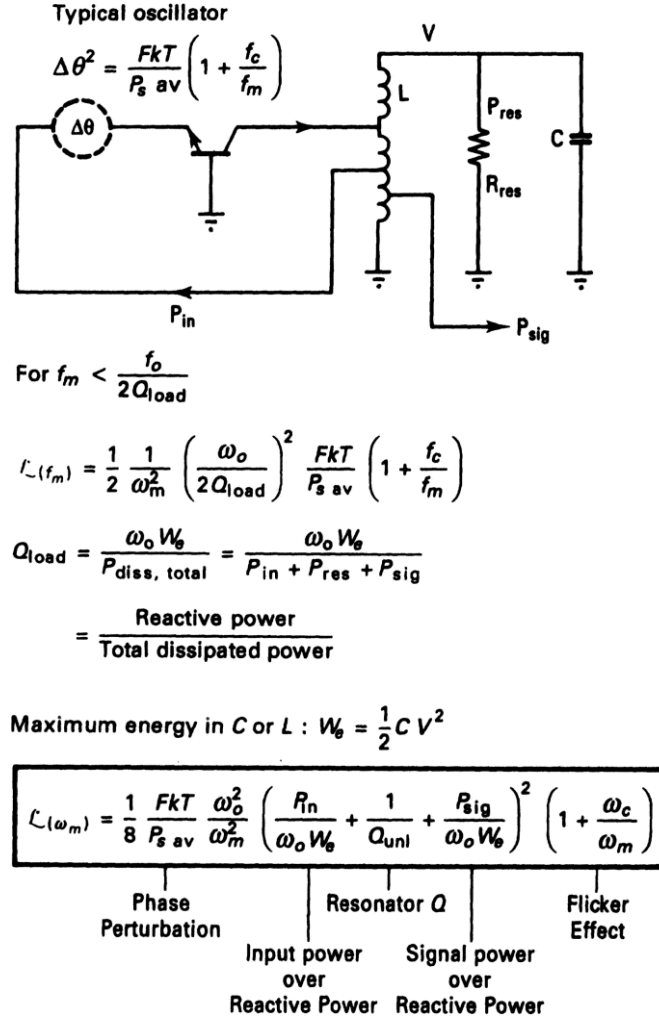 Typical oscillator
Δθ² = FkT / P_s av (1 + f_c / f_m)
V
L
Δθ
P_res
R_res
C
P_in
P_sig
For f_m < f_o / 2Q_load
ℒ(f_m) = 1/2 1/ω_m² (ω_o / 2Q_load)² FkT / P_s av (1 + f_c / f_m)
Q_load = ω_o W_e / P_diss, total = ω_o W_e / P_in + P_res + P_sig
= Reactive power / Total dissipated power
Maximum energy in C or L : W_e = 1/2 C V²
ℒ(ω_m) = 1/8 FkT / P_s av ω_o² / ω_m² (P_in / ω_o W_e + 1 / Q_unl + P_sig / ω_o W_e)² (1 + ω_c / ω_m)
Phase
Perturbation
Resonator Q
Flicker
Effect
Input power
over
Reactive Power
Signal power
over
Reactive Power